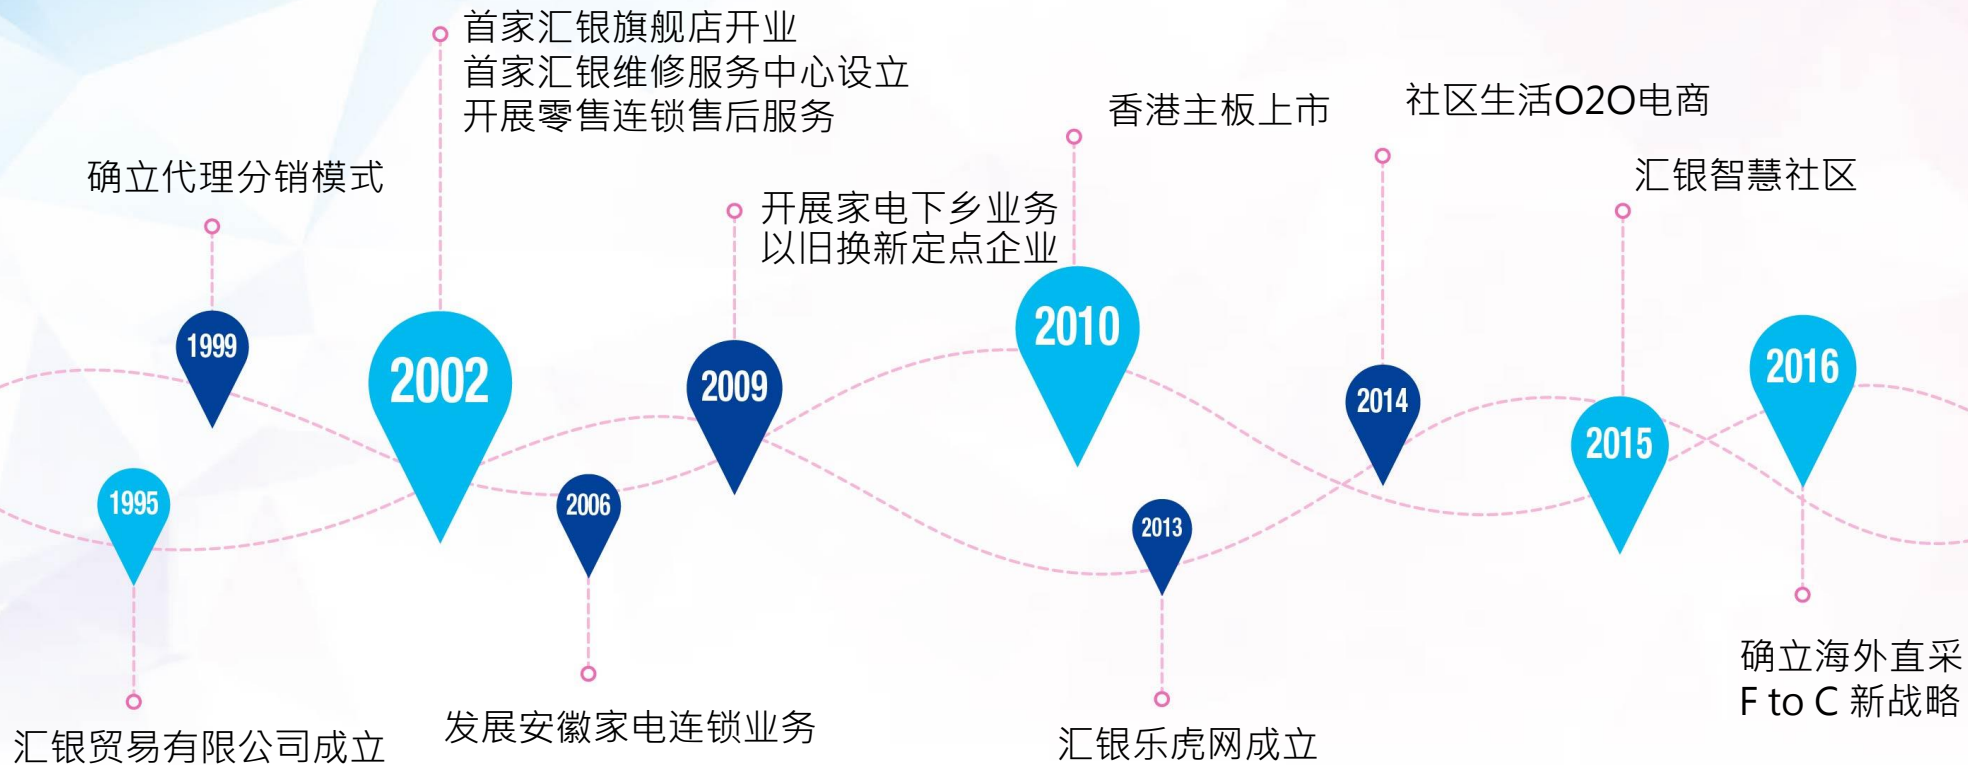 首家汇银旗舰店开业
首家汇银维修服务中心设立
开展零售连锁售后服务
社区生活O2O电商
香港主板上市
汇银智慧社区
确立代理分销模式
开展家电下乡业务
以旧换新定点企业
1999
2002
2009
2010
2014
2015
2016
1995
2006
2013
确立海外直采
F to C 新战略
发展安徽家电连锁业务
汇银乐虎网成立
汇银贸易有限公司成立